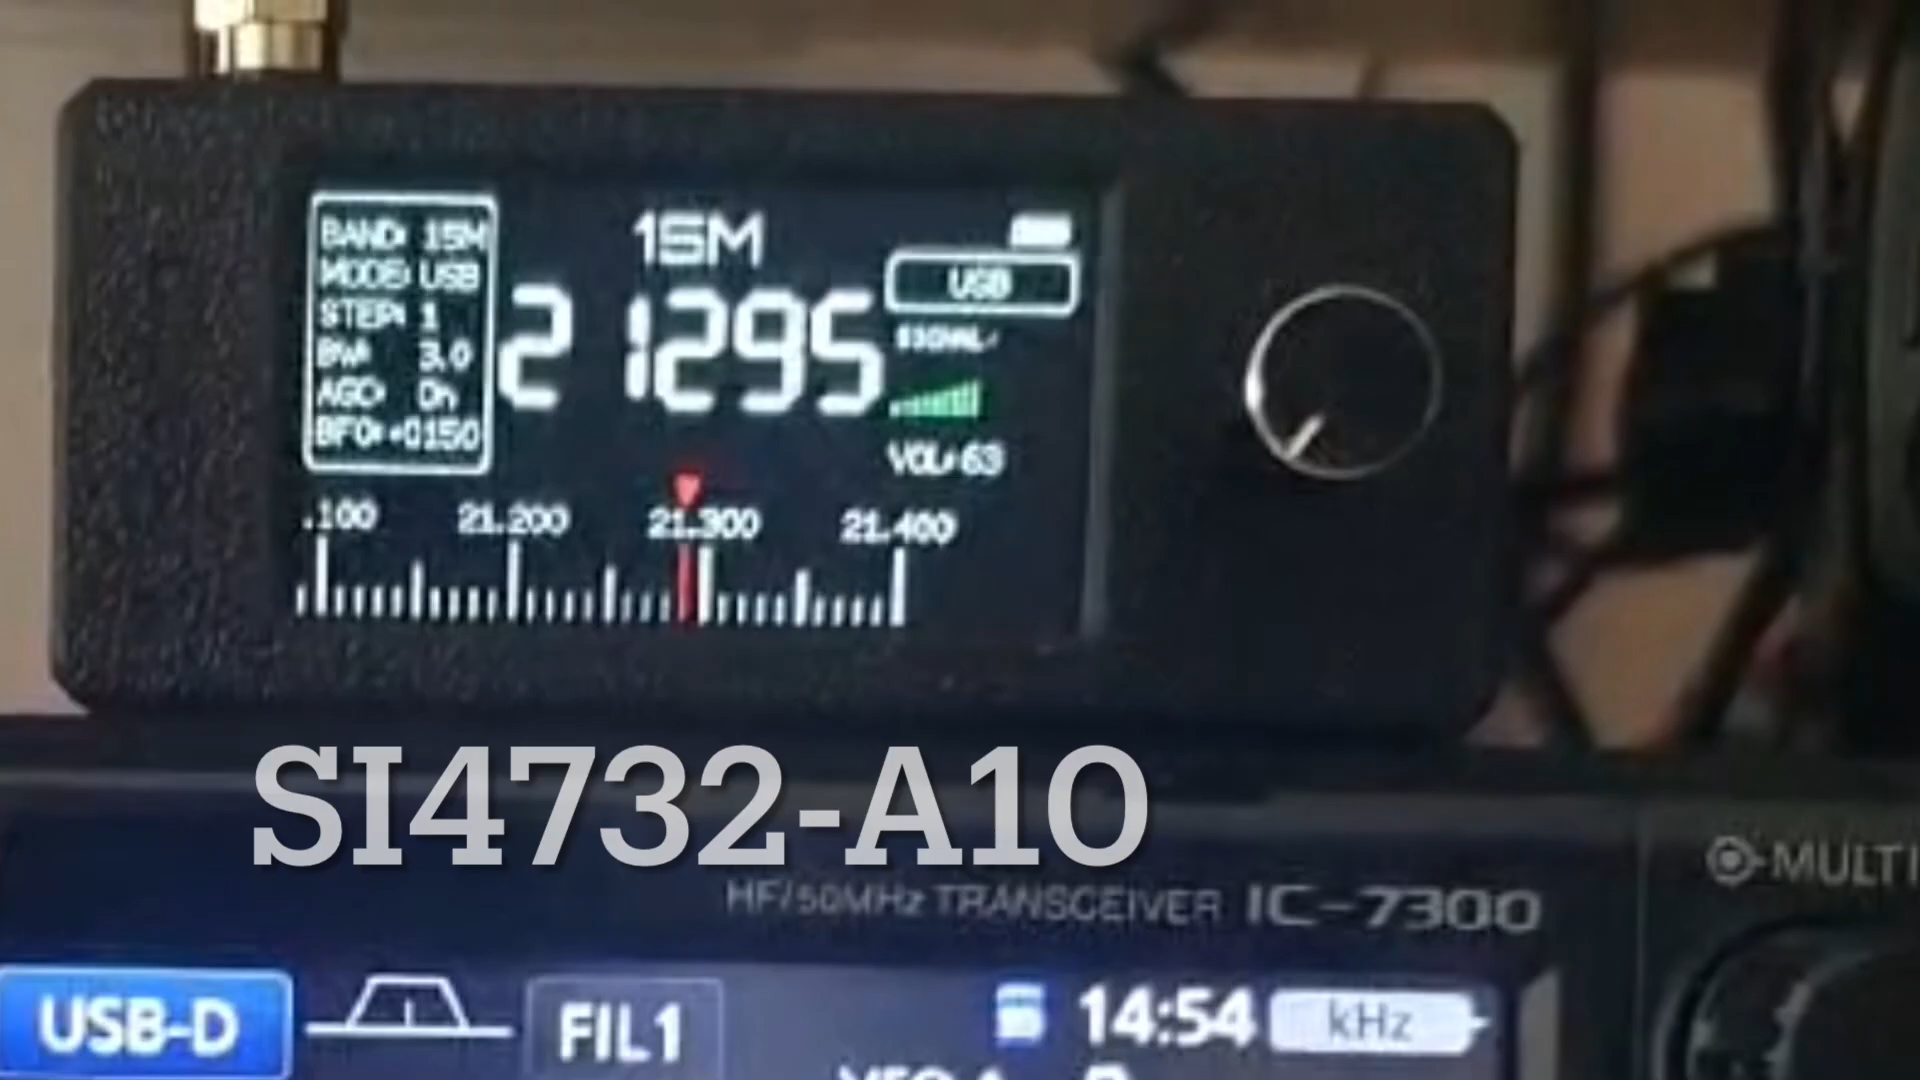 BAND: 15M
MODE: USB
STEP: 1
BW: 3.0
AGC: On
BFO: +0150
15M
21295
USB
SIGNAL:
VOL: 63
.100 21.200 21.300 21.400
SI4732-A10
HF/50MHz TRANSCEIVER IC-7300
MULTI
USB-D
FIL1
14:54
kHz